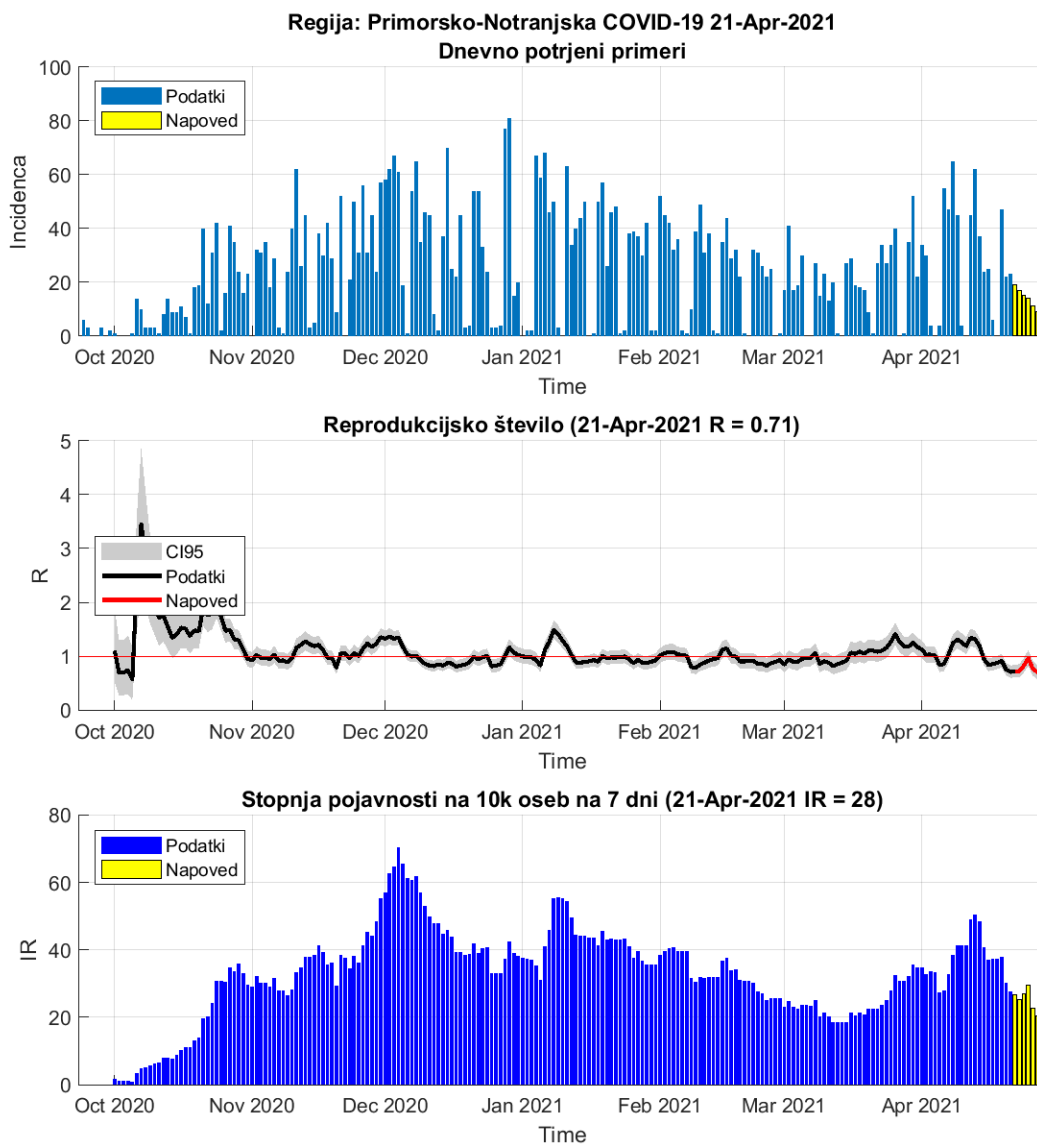 Regija: Primorsko-Notranjska COVID-19 21-Apr-2021
Dnevno potrjeni primeri
100
80
60
40
20
0
Incidenca
Podatki
Napoved
Oct 2020 Nov 2020 Dec 2020 Jan 2021 Feb 2021 Mar 2021 Apr 2021
Time
Reprodukcijsko število (21-Apr-2021 R = 0.71)
5
4
3
2
1
0
R
CI95
Podatki
Napoved
Oct 2020 Nov 2020 Dec 2020 Jan 2021 Feb 2021 Mar 2021 Apr 2021
Time
Stopnja pojavnosti na 10k oseb na 7 dni (21-Apr-2021 IR = 28)
80
60
40
20
0
IR
Podatki
Napoved
Oct 2020 Nov 2020 Dec 2020 Jan 2021 Feb 2021 Mar 2021 Apr 2021
Time